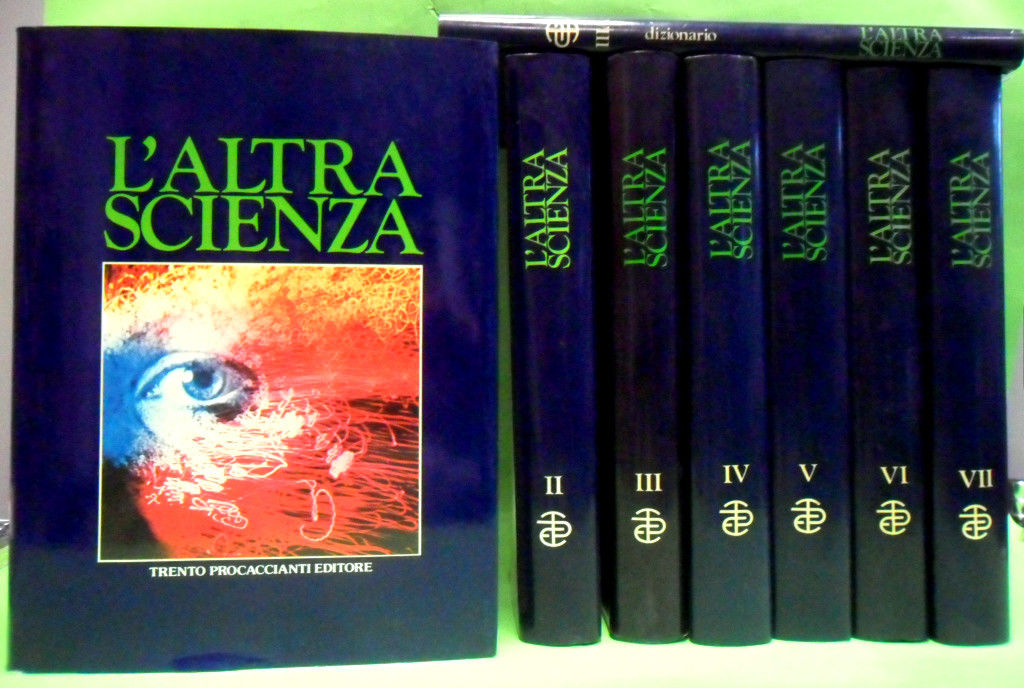 L'ALTRA
SCIENZA
TRENTO PROCACCIANTI EDITORE
dizionario
L'ALTRA
SCIENZA
L'ALTRA
SCIENZA
II
L'ALTRA
SCIENZA
III
L'ALTRA
SCIENZA
IV
L'ALTRA
SCIENZA
V
L'ALTRA
SCIENZA
VI
L'ALTRA
SCIENZA
VII